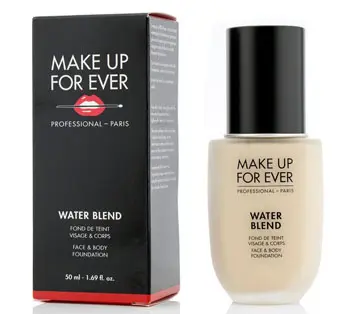 MAKE UP
FOR EVER
PROFESSIONAL – PARIS
WATER BLEND
FOND DE TEINT
VISAGE & CORPS
FACE & BODY
FOUNDATION
50 ml - 1.69 fl. oz.
MAKE UP
FOR EVER
PROFESSIONAL – PARIS
WATER
BLEND
FOND DE TEINT
VISAGE & CORPS
FACE & BODY
FOUNDATION